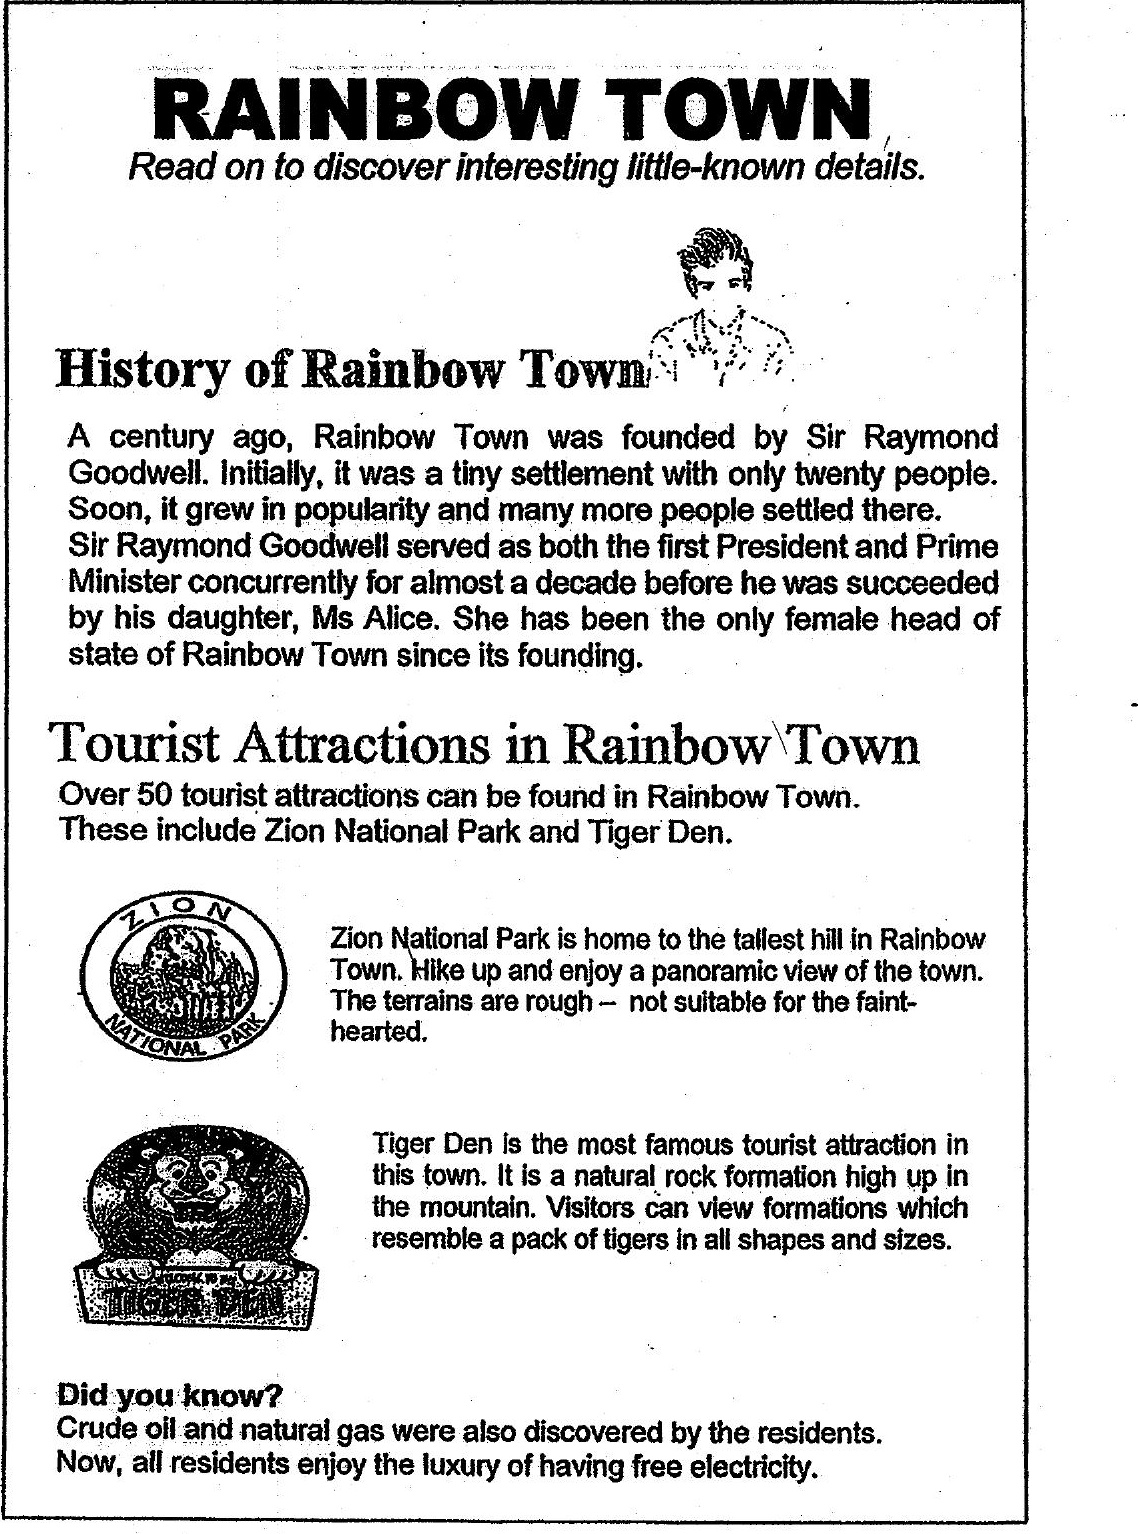 RAINBOW TOWN
Read on to discover interesting little-known details.
History of Rainbow Town
A century ago, Rainbow Town was founded by Sir Raymond
Goodwell. Initially, it was a tiny settlement with only twenty people.
Soon, it grew in popularity and many more people settled there.
Sir Raymond Goodwell served as both the first President and Prime
Minister concurrently for almost a decade before he was succeeded
by his daughter, Ms Alice. She has been the only female head of
state of Rainbow Town since its founding.
Tourist Attractions in Rainbow Town
Over 50 tourist attractions can be found in Rainbow Town.
These include Zion National Park and Tiger Den.
ZION
NATIONAL PARK
Zion National Park is home to the tallest hill in Rainbow
Town. Hike up and enjoy a panoramic view of the town.
The terrains are rough – not suitable for the faint-
hearted.
TIGER DEN
Tiger Den is the most famous tourist attraction in
this town. It is a natural rock formation high up in
the mountain. Visitors can view formations which
resemble a pack of tigers in all shapes and sizes.
Did you know?
Crude oil and natural gas were also discovered by the residents.
Now, all residents enjoy the luxury of having free electricity.